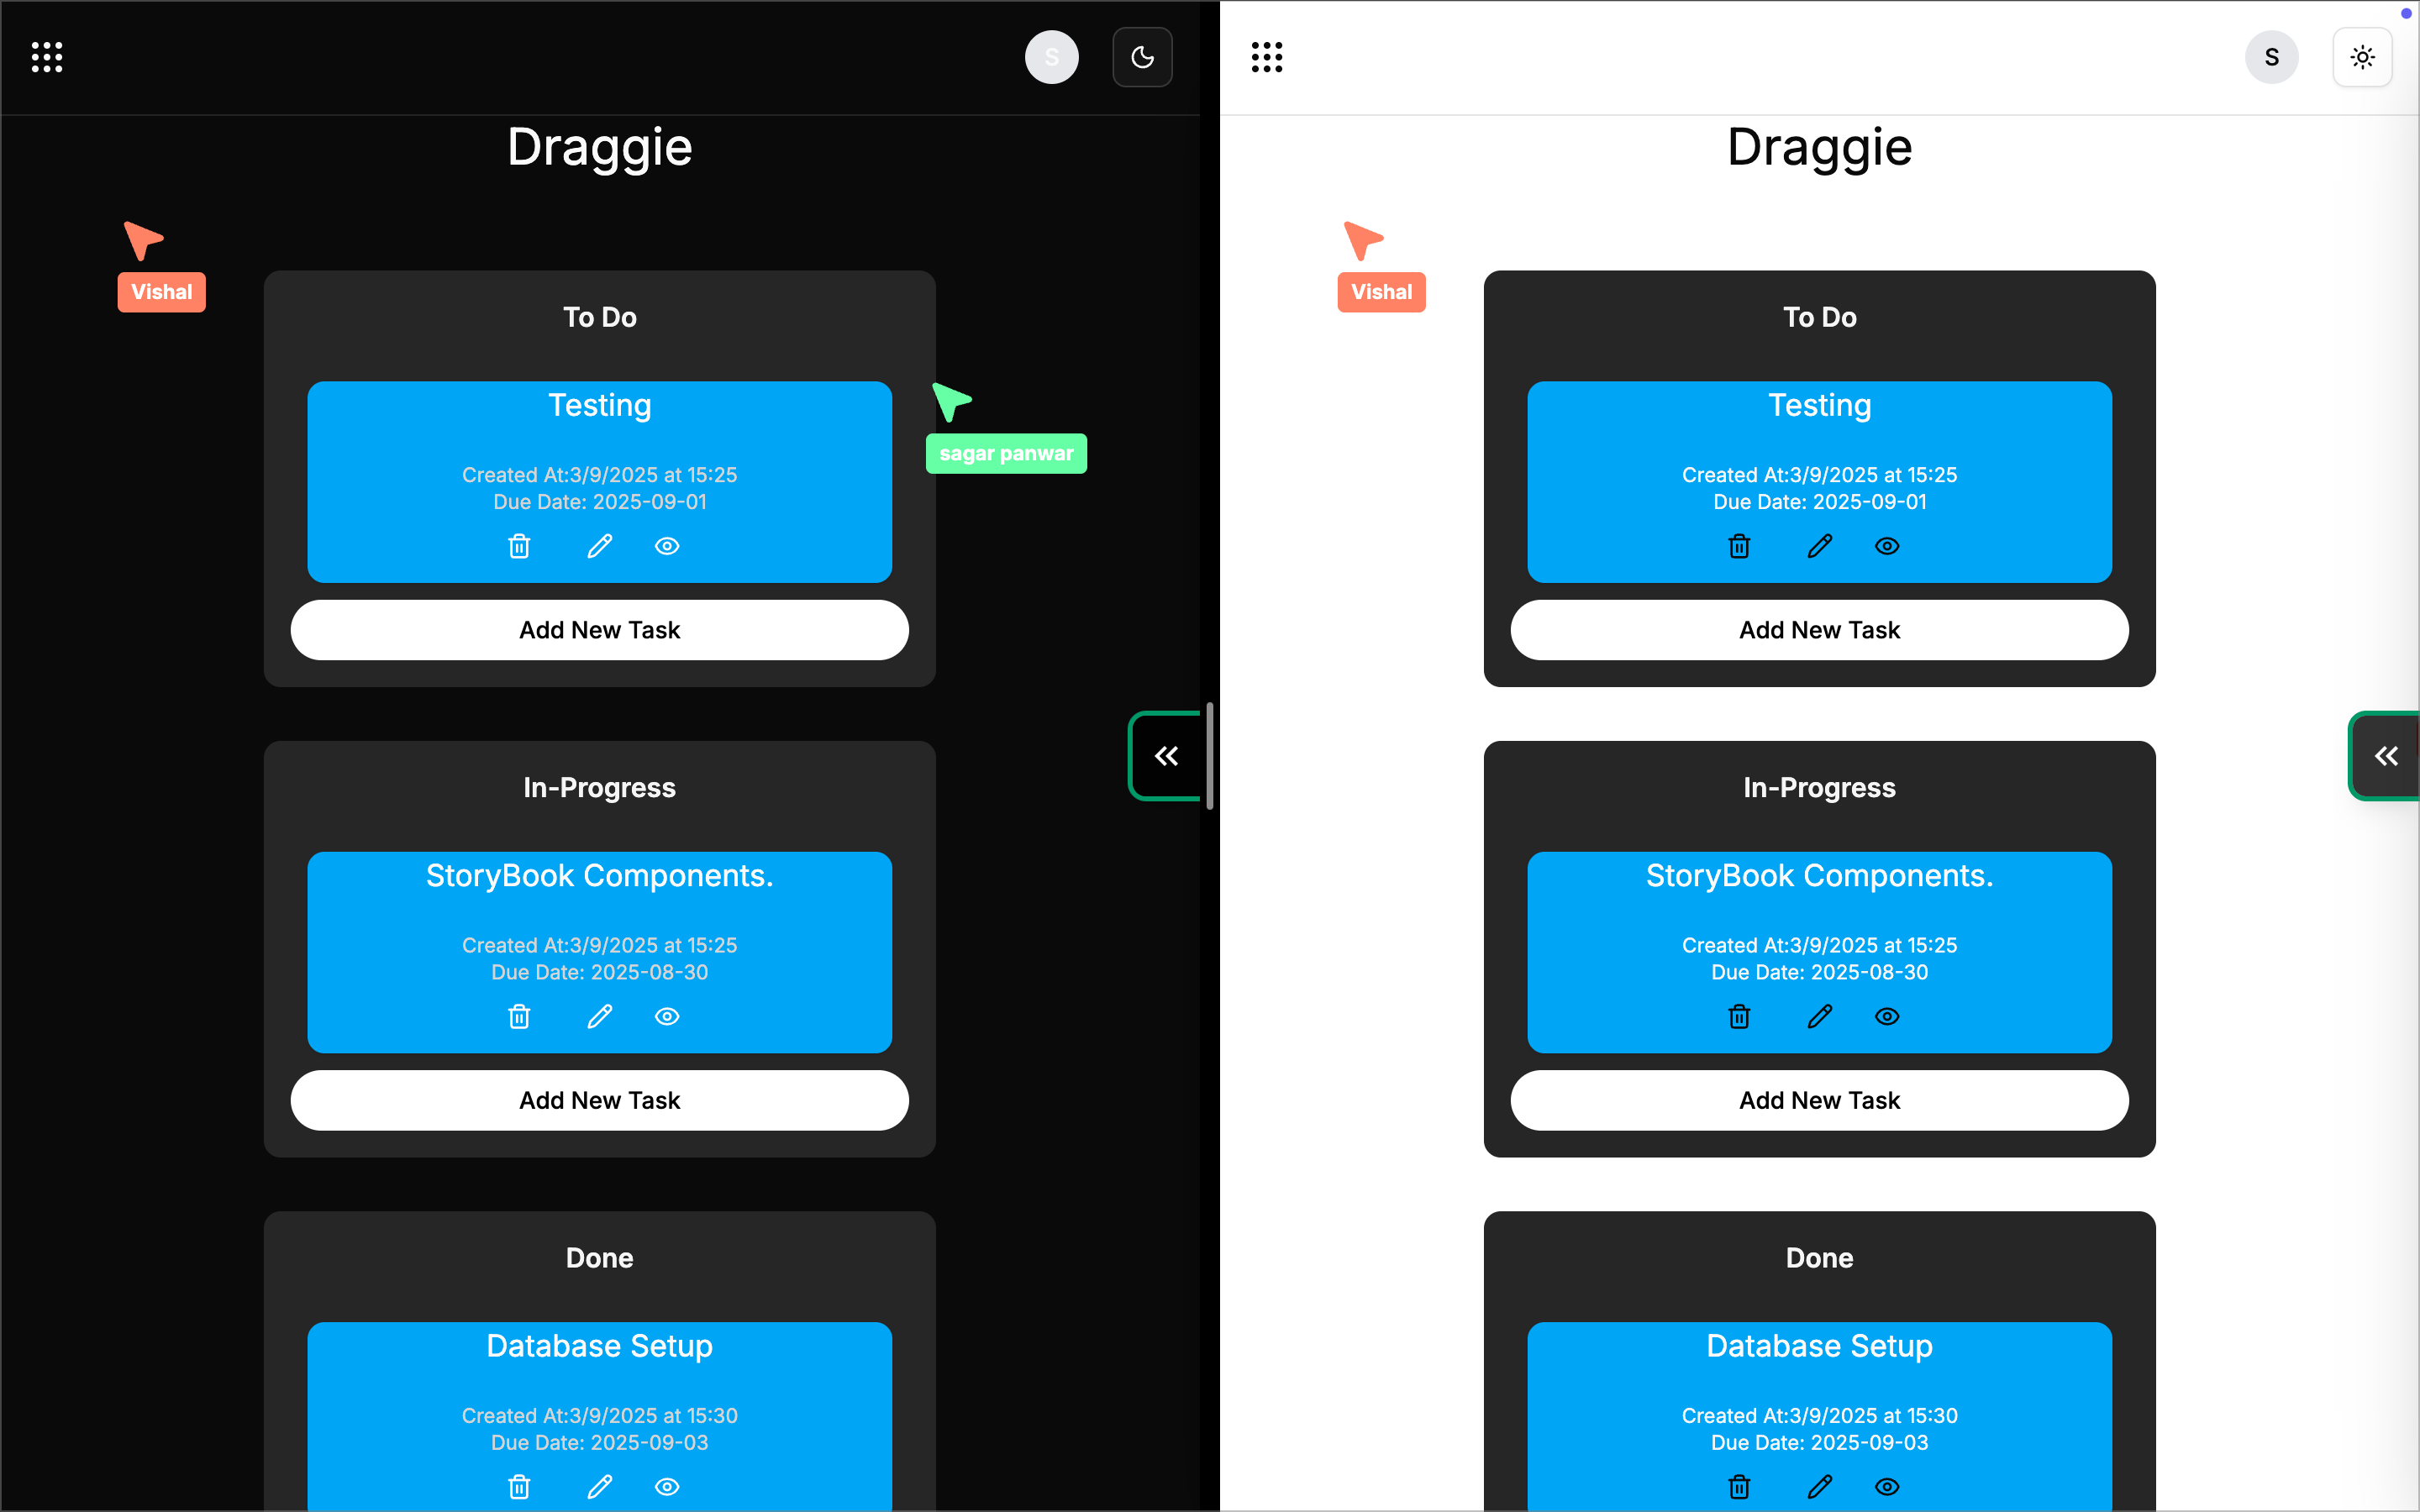 S
Draggie
Vishal
To Do
Testing
sagar panwar
Created At:3/9/2025 at 15:25
Due Date: 2025-09-01
Add New Task
In-Progress
StoryBook Components.
Created At:3/9/2025 at 15:25
Due Date: 2025-08-30
Add New Task
Done
Database Setup
Created At:3/9/2025 at 15:30
Due Date: 2025-09-03
S
Draggie
Vishal
To Do
Testing
Created At:3/9/2025 at 15:25
Due Date: 2025-09-01
Add New Task
In-Progress
StoryBook Components.
Created At:3/9/2025 at 15:25
Due Date: 2025-08-30
Add New Task
Done
Database Setup
Created At:3/9/2025 at 15:30
Due Date: 2025-09-03